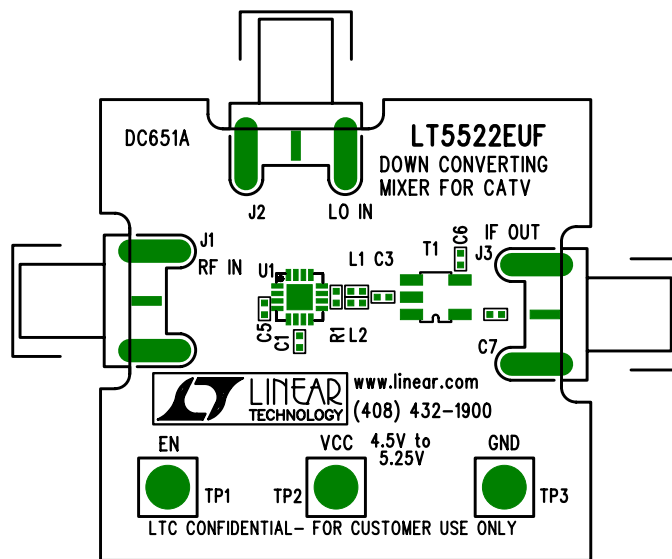 DC651A
LT5522EUF
DOWN CONVERTING
MIXER FOR CATV
J2
LO IN
J1
RF IN
U1
L1 C3
T1
C6
IF OUT
J3
C5
C1
R1
L2
C7
LINEAR
TECHNOLOGY
www.linear.com
(408) 432-1900
EN
VCC
4.5V to
5.25V
GND
TP1
TP2
TP3
LTC CONFIDENTIAL- FOR CUSTOMER USE ONLY